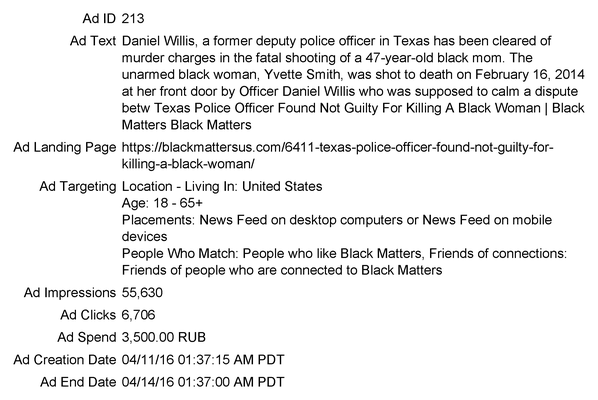 Ad ID 213
Ad Text Daniel Willis, a former deputy police officer in Texas has been cleared of
murder charges in the fatal shooting of a 47-year-old black mom. The
unarmed black woman, Yvette Smith, was shot to death on February 16, 2014
at her front door by Officer Daniel Willis who was supposed to calm a dispute
betw Texas Police Officer Found Not Guilty For Killing A Black Woman | Black
Matters Black Matters
Ad Landing Page https://blackmattersus.com/6411-texas-police-officer-found-not-guilty-for-
killing-a-black-woman/
Ad Targeting Location - Living In: United States
Age: 18 - 65+
Placements: News Feed on desktop computers or News Feed on mobile
devices
People Who Match: People who like Black Matters, Friends of connections:
Friends of people who are connected to Black Matters
Ad Impressions 55,630
Ad Clicks 6,706
Ad Spend 3,500.00 RUB
Ad Creation Date 04/11/16 01:37:15 AM PDT
Ad End Date 04/14/16 01:37:00 AM PDT